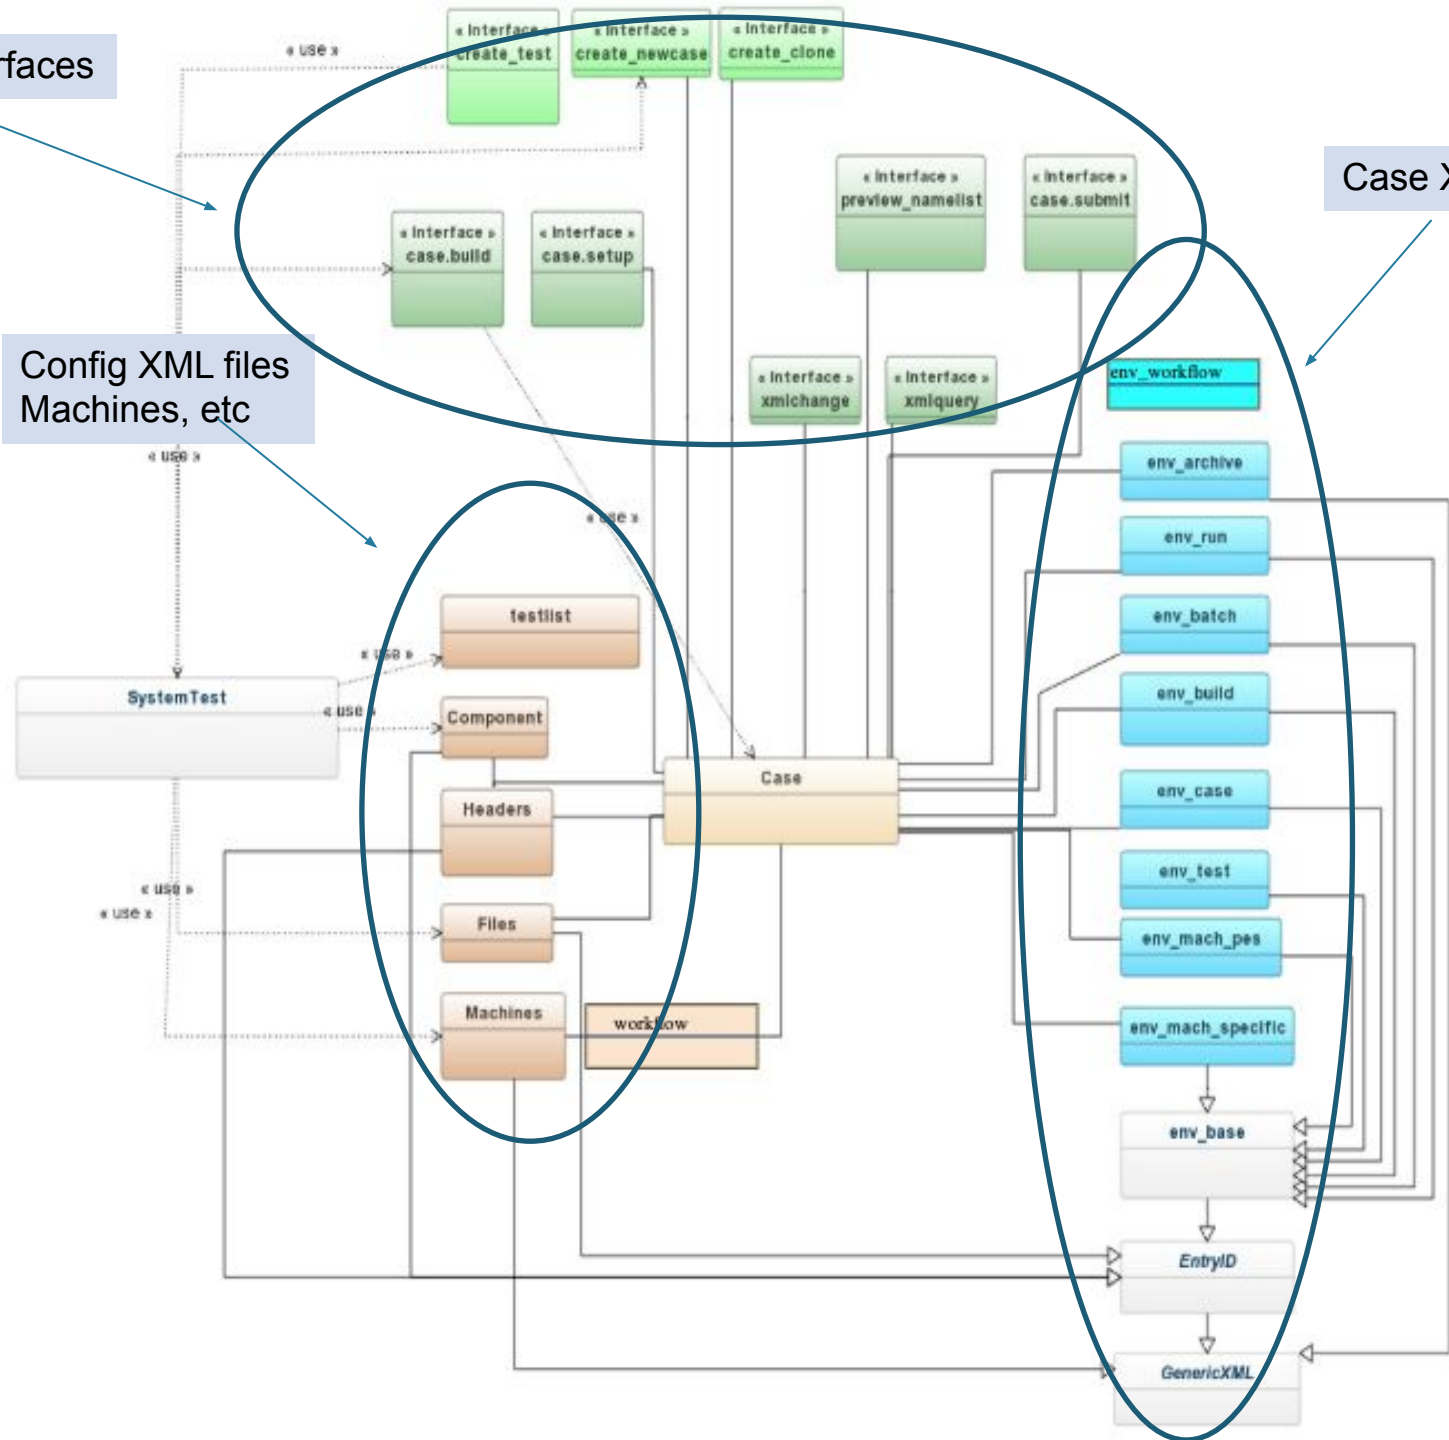 « Interface »
create_test
« Interface »
create_newcase
« Interface »
create_clone
« use »
rfaces
« Interface »
preview_namelist
« Interface »
case.submit
Case X
« Interface »
case.build
« Interface »
case.setup
Config XML files
Machines, etc
« Interface »
xmlchange
« Interface »
xmlquery
env_workflow
« use »
env_archive
« use »
env_run
testlist
env_batch
« use »
SystemTest
« use »
Component
env_build
Case
Headers
env_case
« use »
« use »
env_test
Files
env_mach_pes
Machines
workflow
env_mach_specific
env_base
EntryID
GenericXML